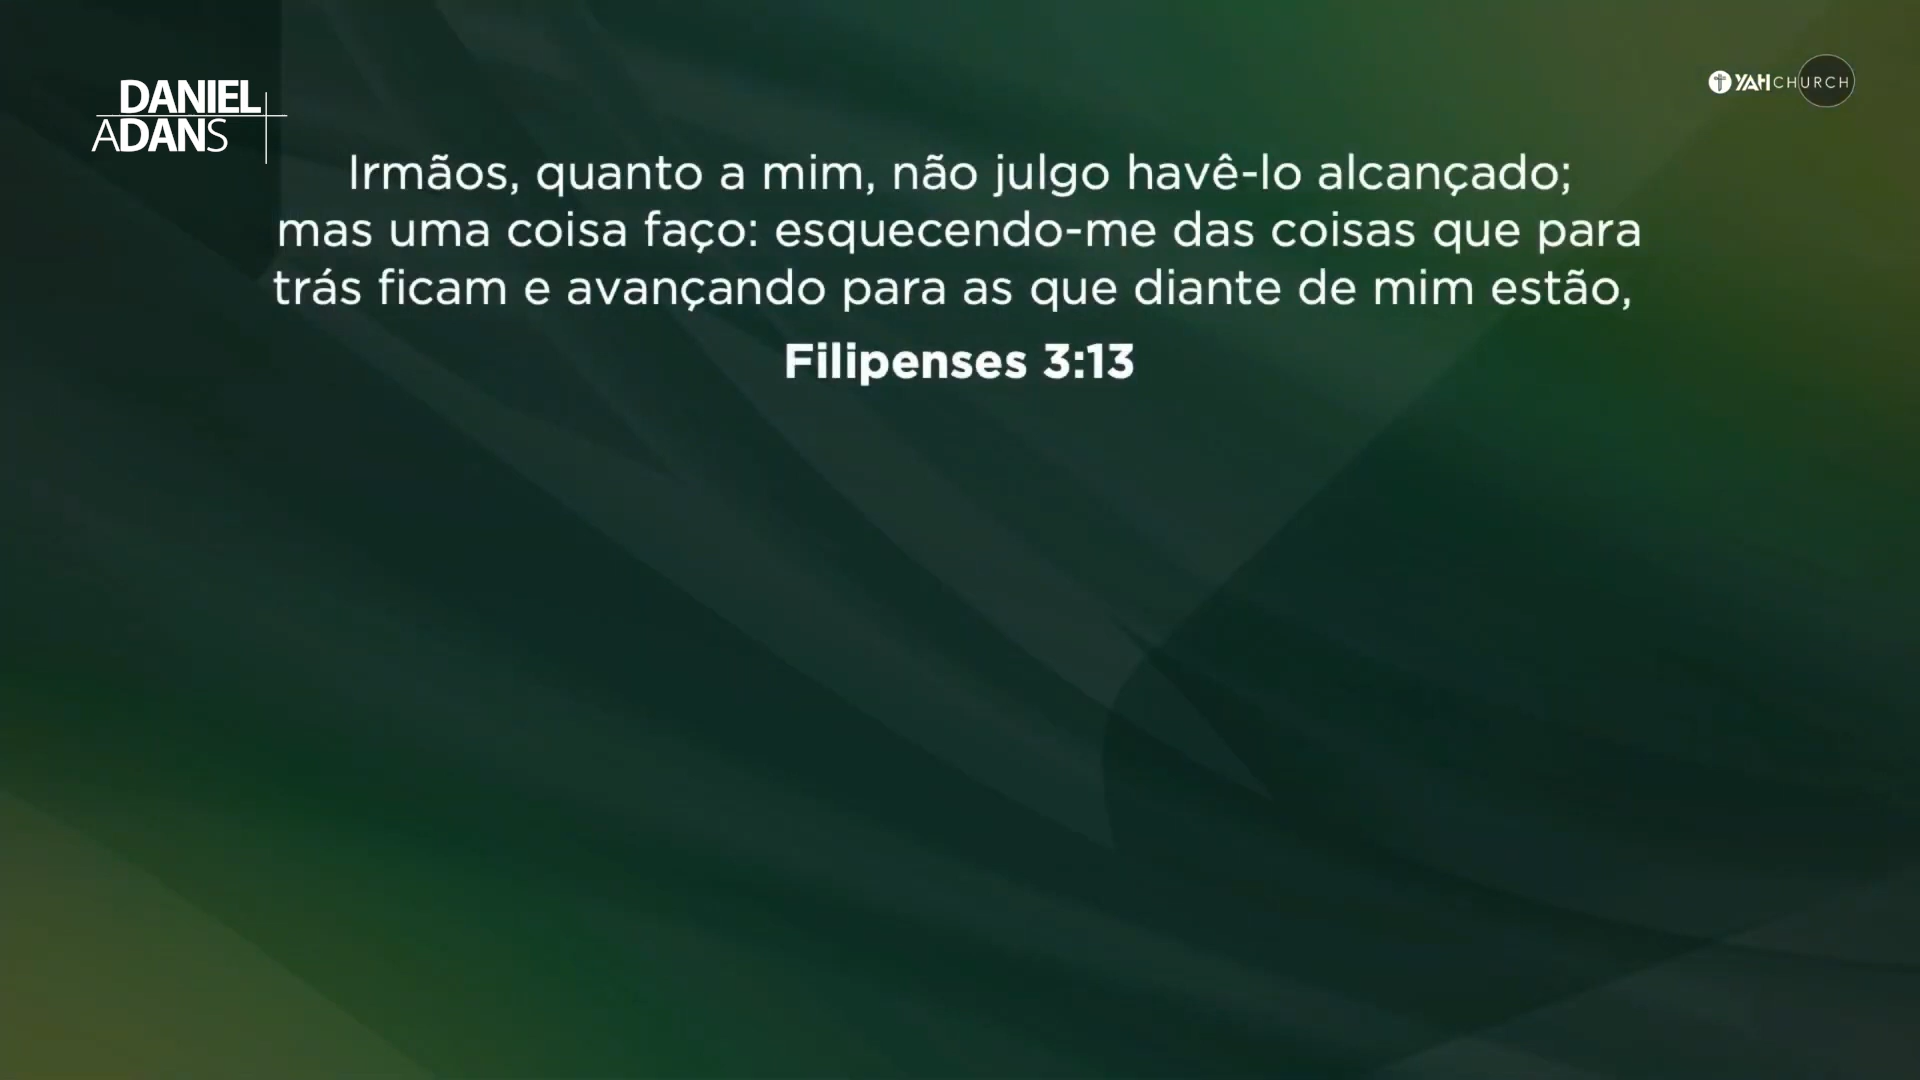 DANIEL
ADANS
YAH CHURCH
Irmãos, quanto a mim, não julgo havê-lo alcançado;
mas uma coisa faço: esquecendo-me das coisas que para
trás ficam e avançando para as que diante de mim estão,
Filipenses 3:13